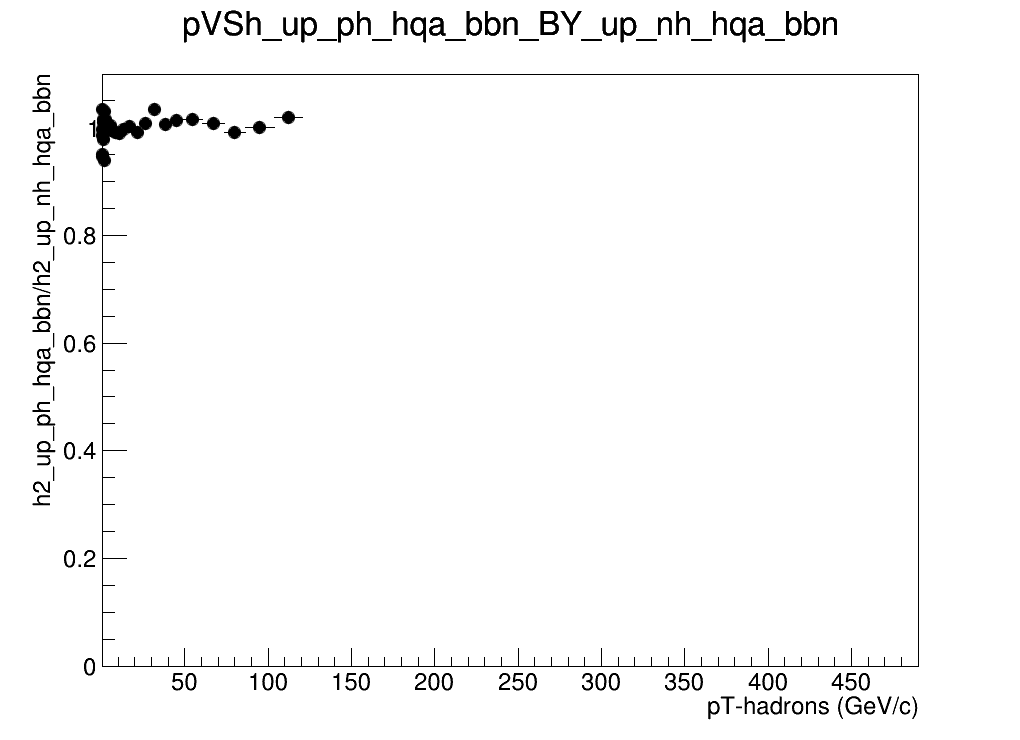 pVSh_up_ph_hqa_bbn_BY_up_nh_hqa_bbn
h2_up_ph_hqa_bbn/h2_up_nh_hqa_bbn
1
0.8
0.6
0.4
0.2
0
50 100 150 200 250 300 350 400 450
pT-hadrons (GeV/c)